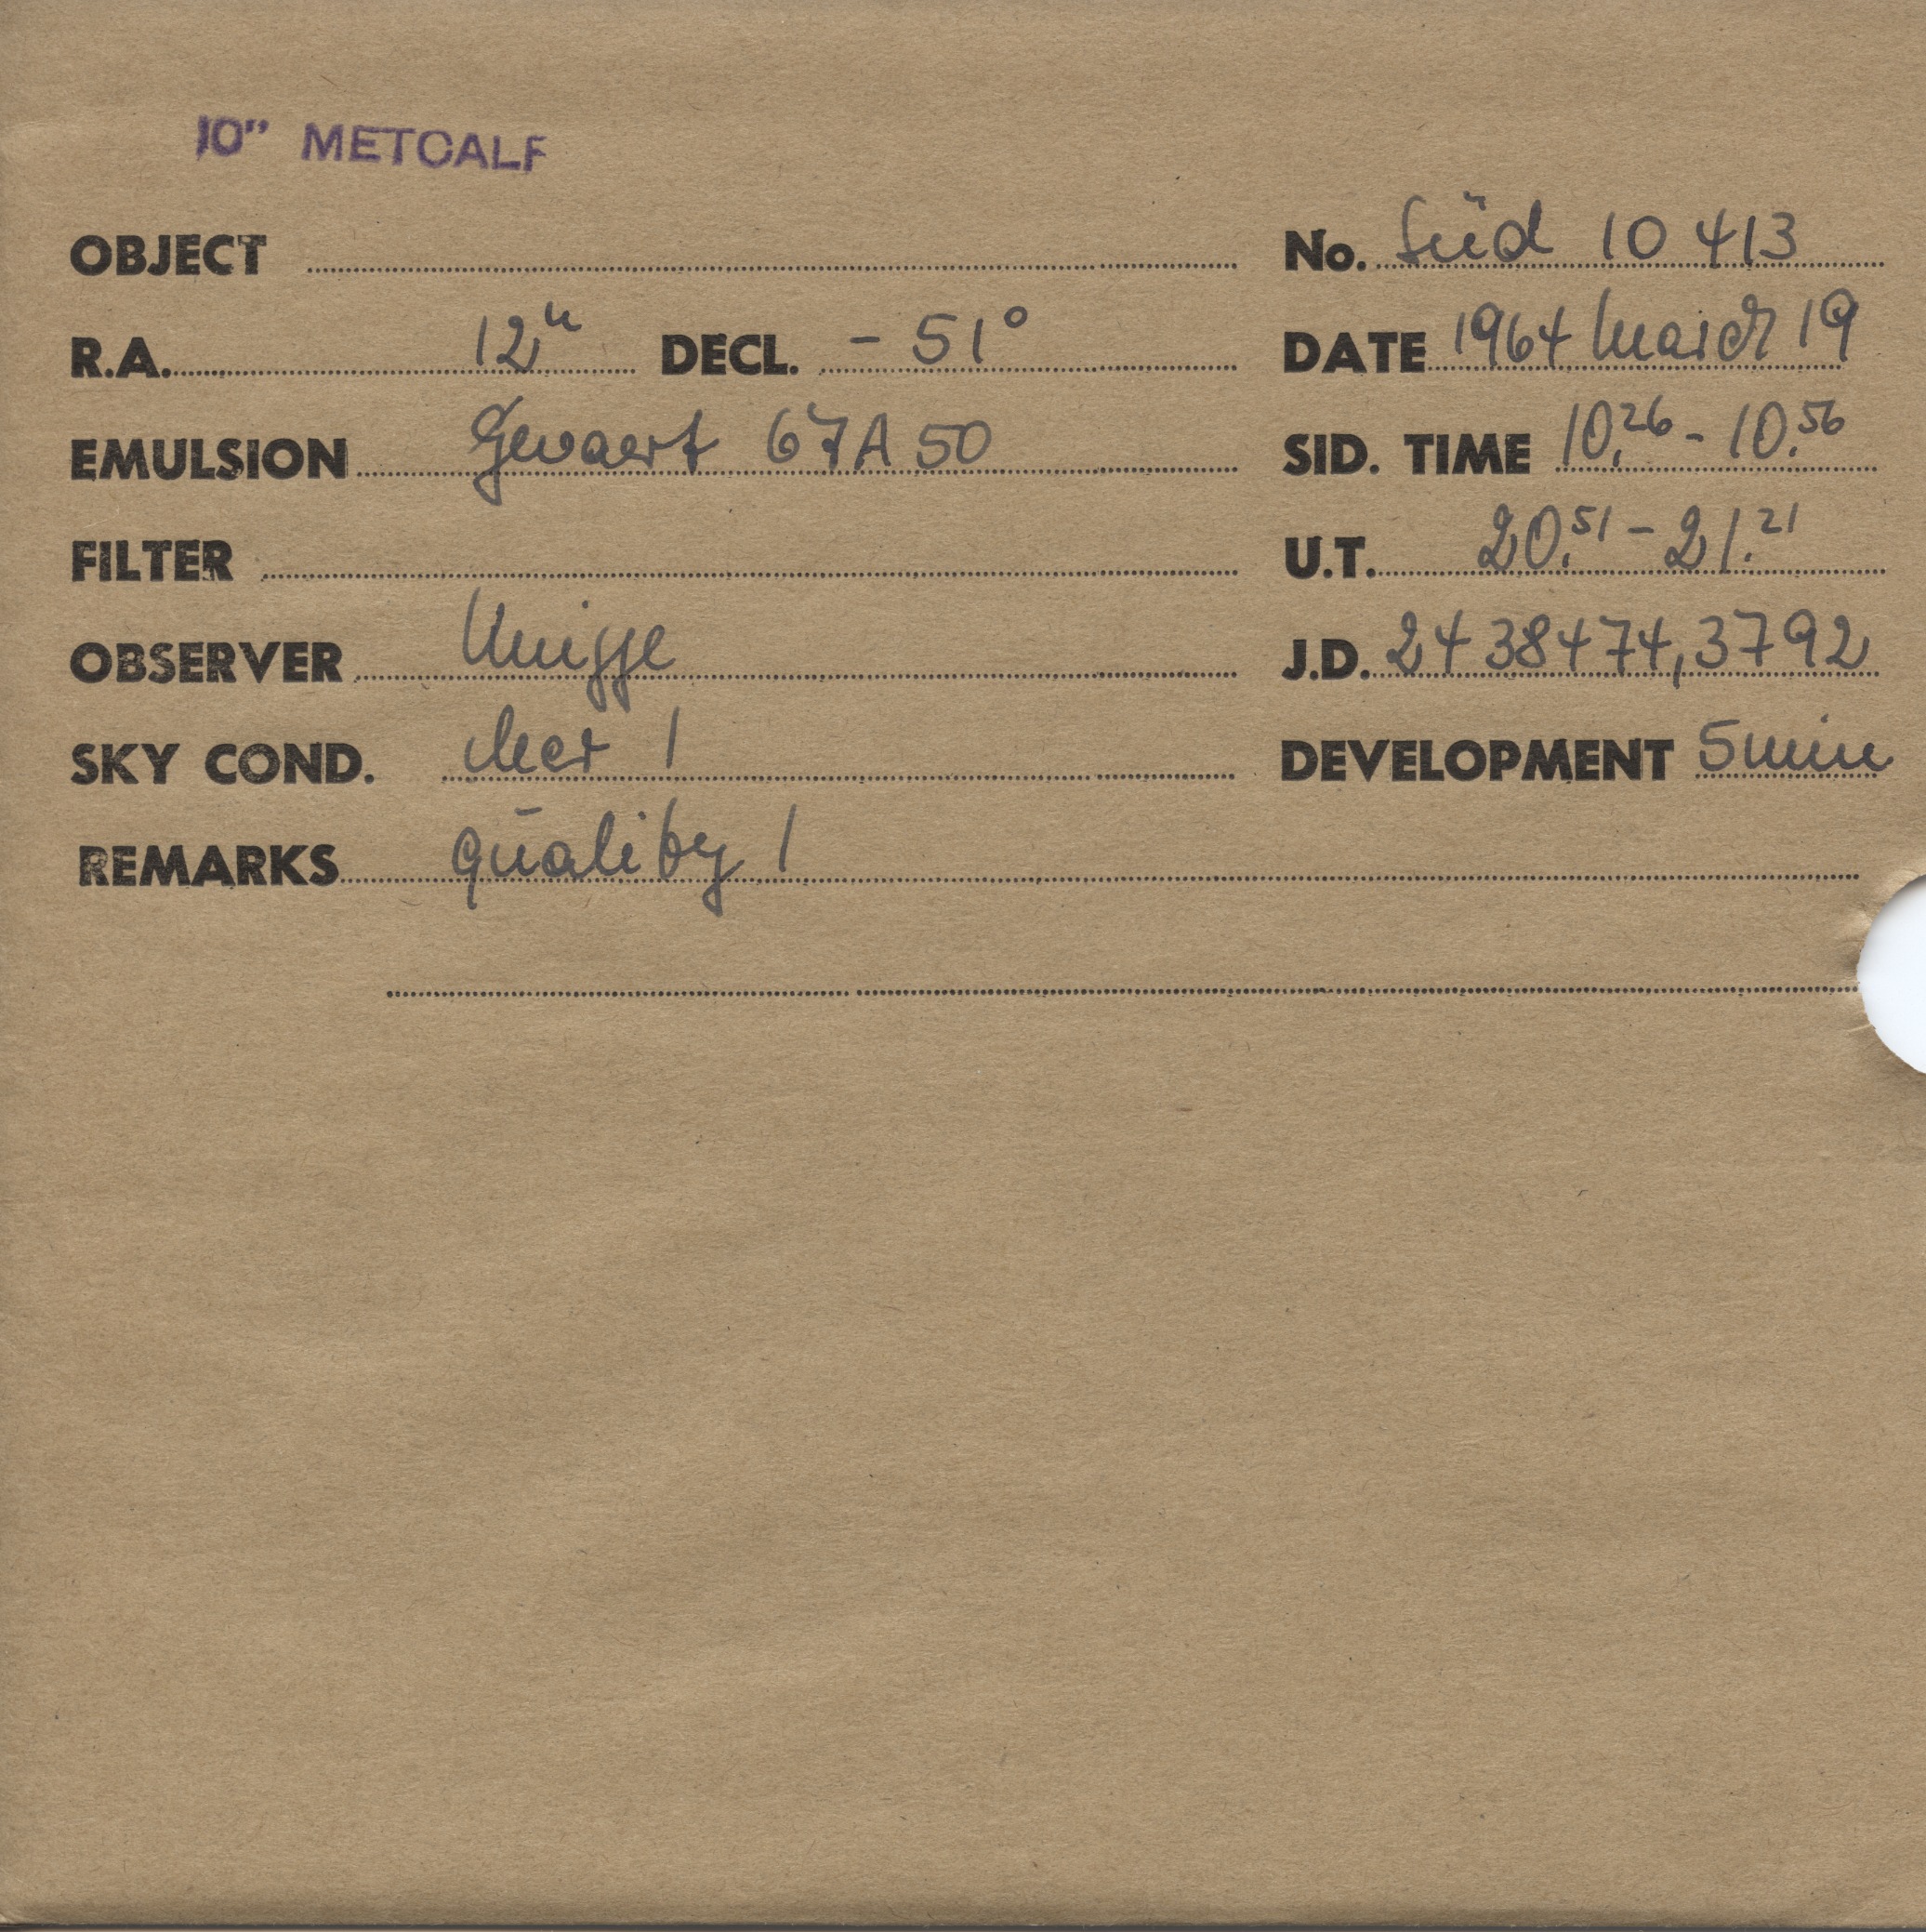 10" METCALF
OBJECT No. Süd 10 413
R.A. 12h DECL. - 51°
DATE 1964 March 19
EMULSION Gevaert 67A50
SID. TIME 10.26 - 10.56
FILTER U.T. 20.51 - 21.21
OBSERVER
J.D. 2438474,3792
SKY COND. 1
DEVELOPMENT 5 min
REMARKS quality 1